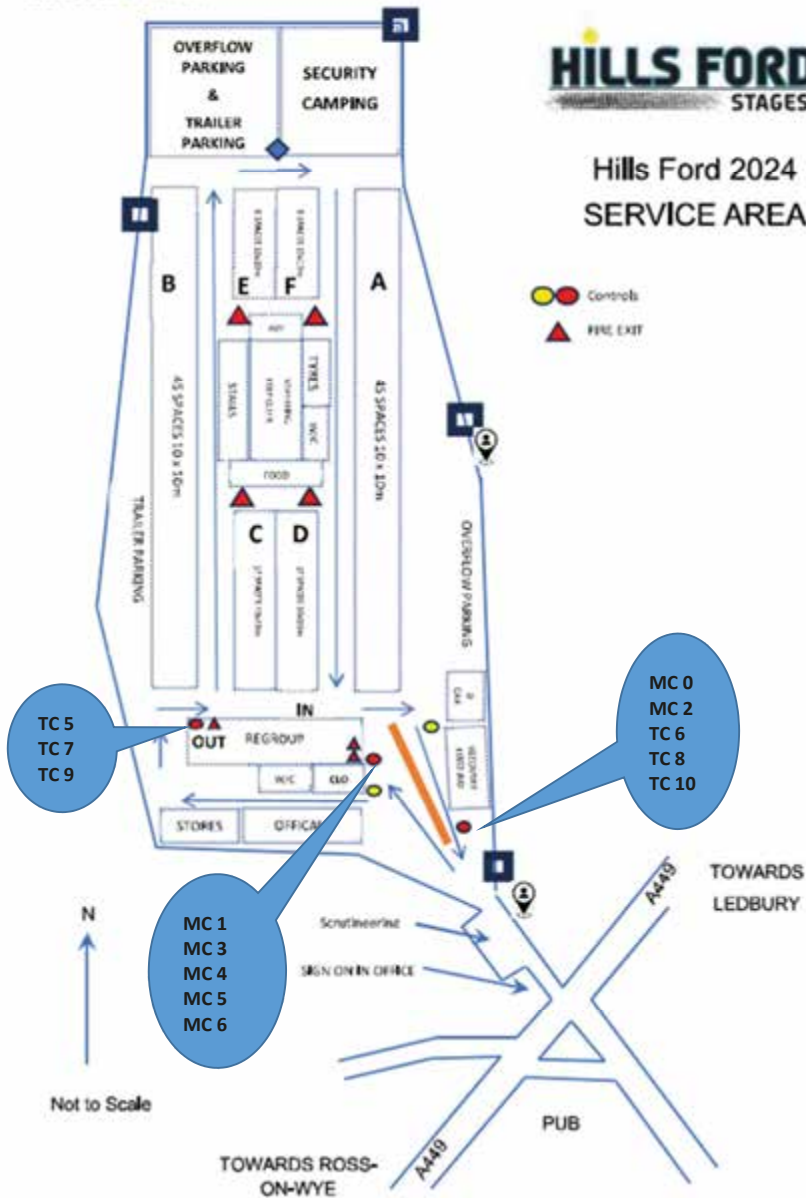 OVERFLOW
PARKING
&
TRAILER
PARKING
SECURITY
CAMPING
HILLS FORD
STAGES
Hills Ford 2024
SERVICE AREA
Controls
FIRE EXIT
B
E
F
A
45 SPACES 10 x 10m
STAGES
TYRES
W/C
45 SPACES 10 x 10m
FOOD
TRAILER PARKING
C
D
OVERFLOW PARKING
IN
OUT
REGROUP
W/C
CLO
STORES
OFFICAL
TC 5
TC 7
TC 9
MC 0
MC 2
TC 6
TC 8
TC 10
MC 1
MC 3
MC 4
MC 5
MC 6
N
Not to Scale
Scrutineering
SIGN ON IN OFFICE
A449
TOWARDS
LEDBURY
PUB
A449
TOWARDS ROSS-
ON-WYE